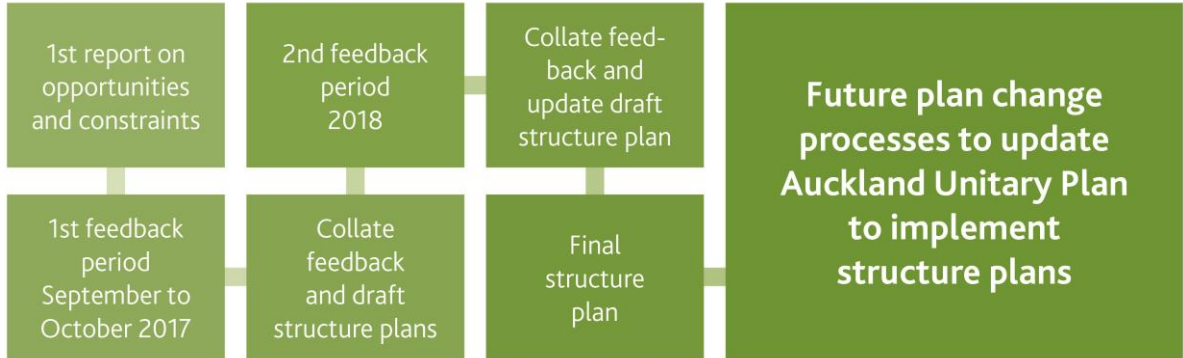 1st report on
opportunities
and constraints
1st feedback
period
September to
October 2017
Collate
feedback
and draft
structure plans
2nd feedback
period
2018
Collate feed-
back and
update draft
structure plan
Final
structure
plan
Future plan change
processes to update
Auckland Unitary Plan
to implement
structure plans